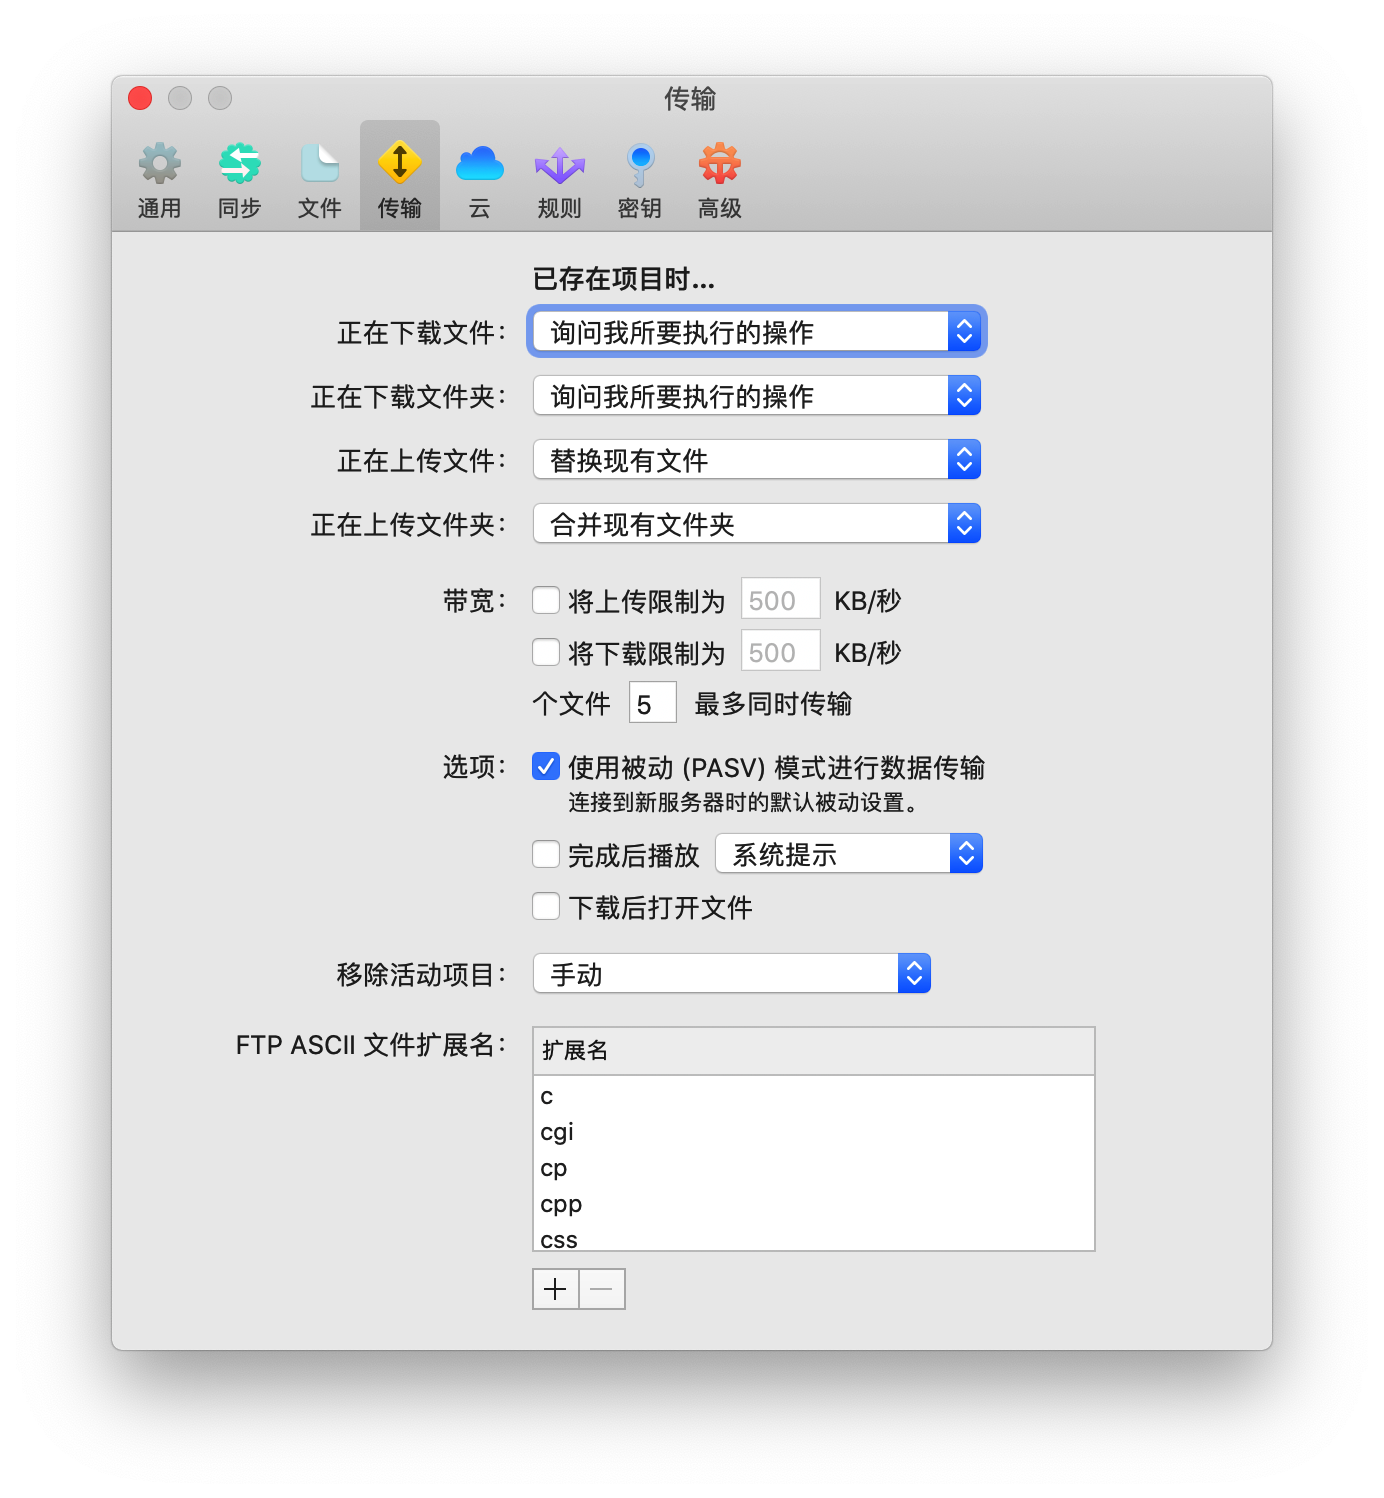 传输
通用 同步 文件 传输 云 规则 密钥 高级
已存在项目时...
正在下载文件： 询问我所要执行的操作
正在下载文件夹： 询问我所要执行的操作
正在上传文件： 替换现有文件
正在上传文件夹： 合并现有文件夹
带宽： 将上传限制为 500 KB/秒
将下载限制为 500 KB/秒
个文件 5 最多同时传输
选项： 使用被动 (PASV) 模式进行数据传输
连接到新服务器时的默认被动设置。
完成后播放 系统提示
下载后打开文件
移除活动项目： 手动
FTP ASCII 文件扩展名： 扩展名
c
cgi
cp
cpp
css